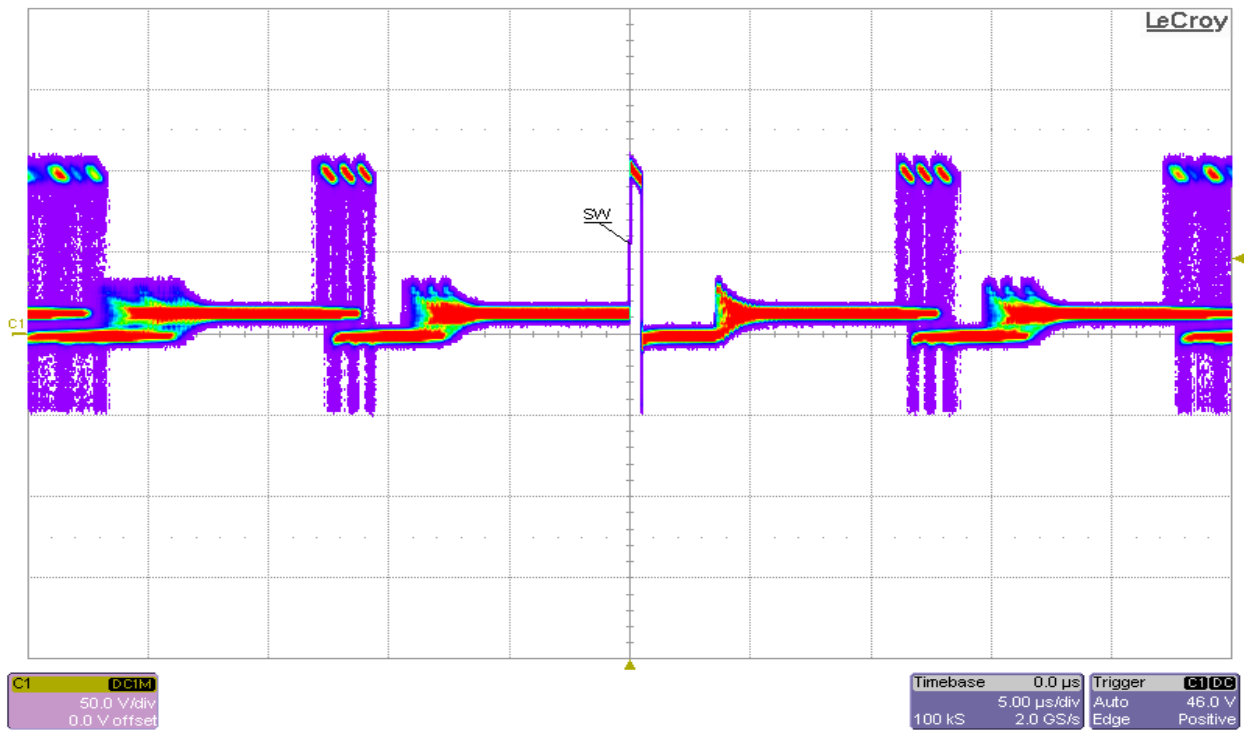 LeCroy
SW
C1
C1 DC1M
50.0 V/div
0.0 V offset
Timebase 0.0 µs
5.00 µs/div
100 kS 2.0 GS/s
Trigger C1 DC
Auto 46.0 V
Edge Positive